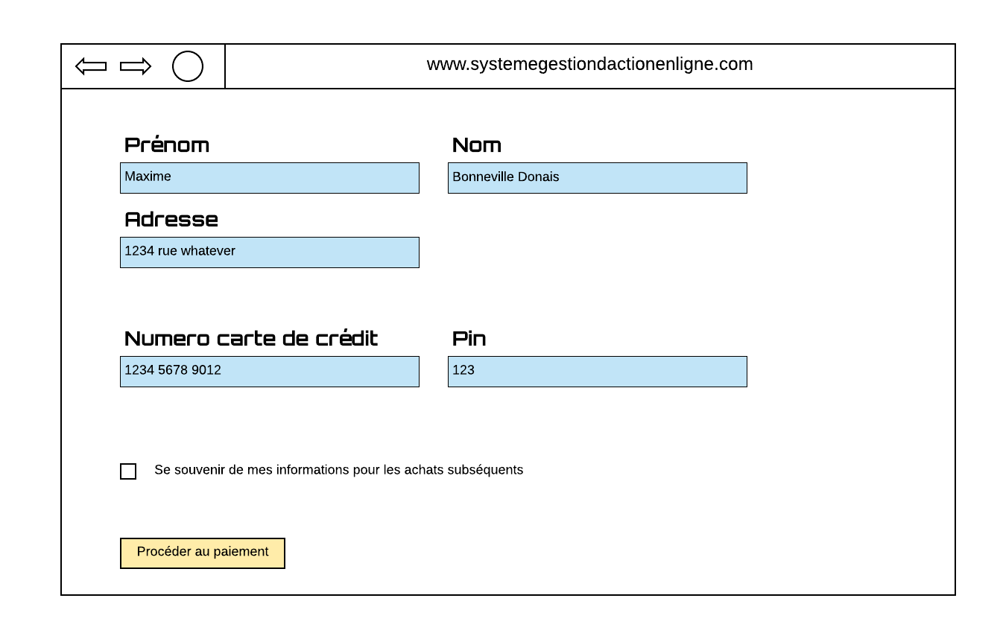 www.systemegestiondactionenligne.com
Prénom
Nom
Maxime
Bonneville Donais
Adresse
1234 rue whatever
Numero carte de crédit
Pin
1234 5678 9012
123
Se souvenir de mes informations pour les achats subséquents
Procéder au paiement